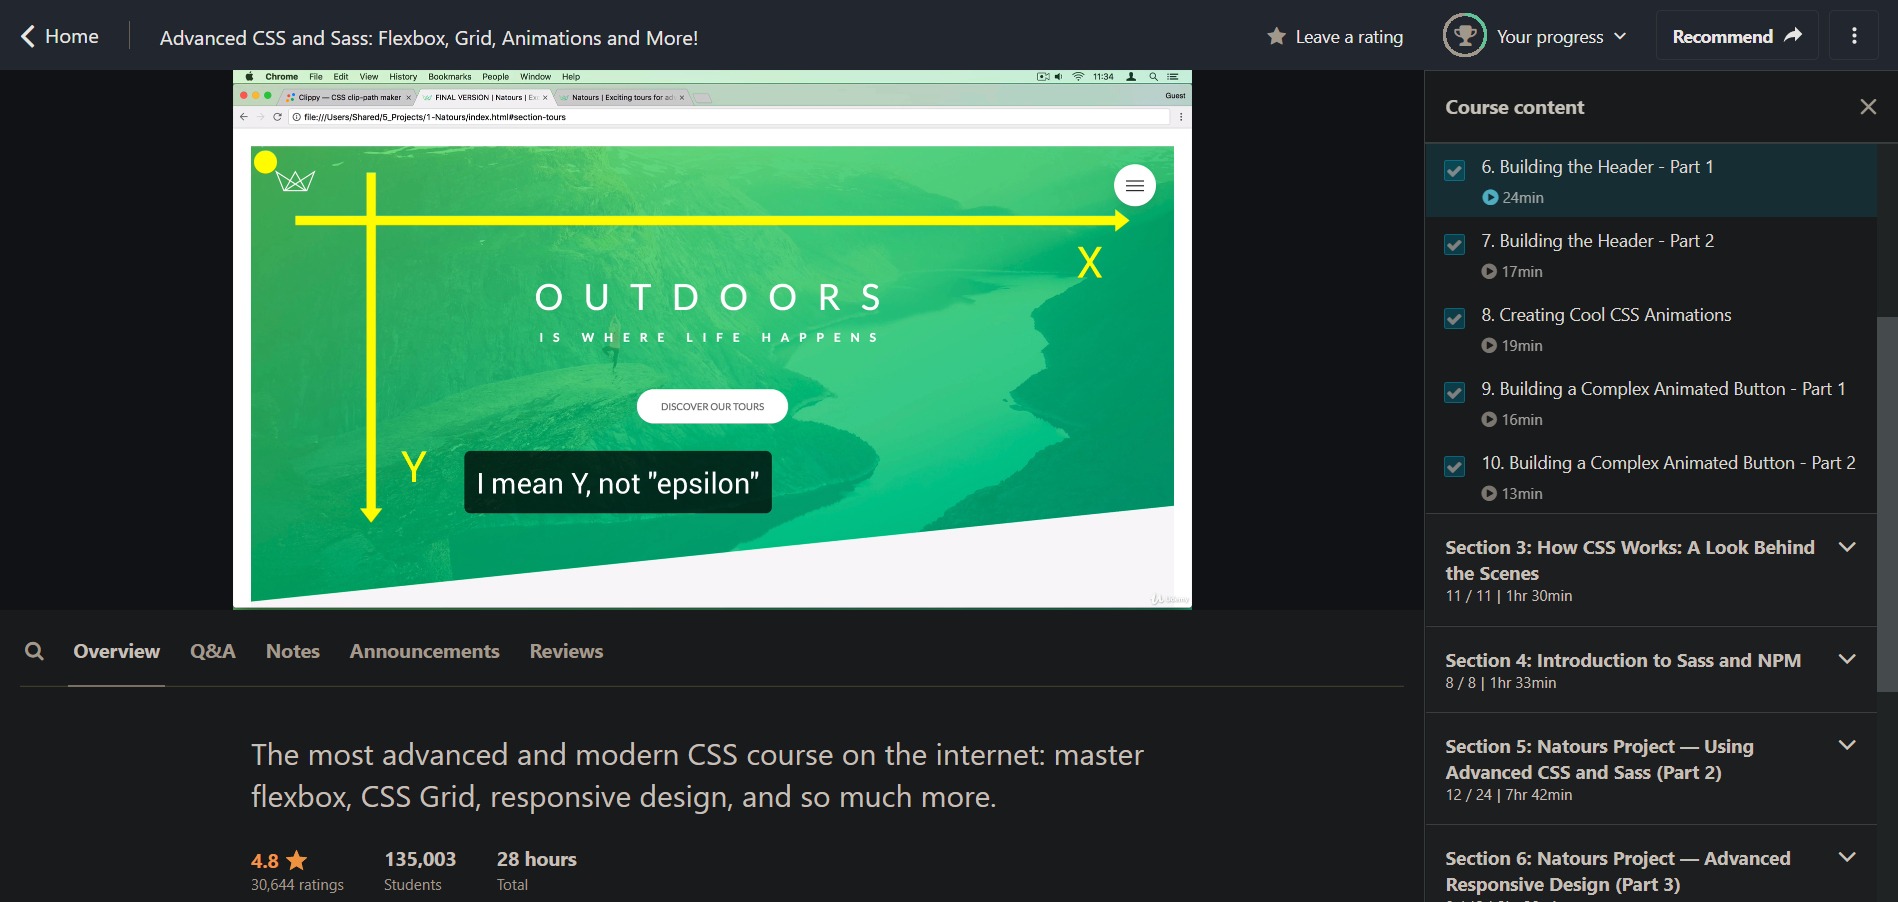 Home
Advanced CSS and Sass: Flexbox, Grid, Animations and More!
Leave a rating
Your progress
Recommend
Chrome File Edit View History Bookmarks People Window Help
11:34
Clippy — CSS clip-path maker
FINAL VERSION | Natours | Ex
Natours | Exciting tours for ad
Guest
file:///Users/Shared/5_Projects/1-Natours/index.html#section-tours
X
OUTDOORS
IS WHERE LIFE HAPPENS
DISCOVER OUR TOURS
Y
I mean Y, not "epsilon"
Udemy
Overview
Q&A
Notes
Announcements
Reviews
The most advanced and modern CSS course on the internet: master
flexbox, CSS Grid, responsive design, and so much more.
4.8
30,644 ratings
135,003
Students
28 hours
Total
Course content
6. Building the Header - Part 1
24min
7. Building the Header - Part 2
17min
8. Creating Cool CSS Animations
19min
9. Building a Complex Animated Button - Part 1
16min
10. Building a Complex Animated Button - Part 2
13min
Section 3: How CSS Works: A Look Behind
the Scenes
11 / 11 | 1hr 30min
Section 4: Introduction to Sass and NPM
8 / 8 | 1hr 33min
Section 5: Natours Project — Using
Advanced CSS and Sass (Part 2)
12 / 24 | 7hr 42min
Section 6: Natours Project — Advanced
Responsive Design (Part 3)